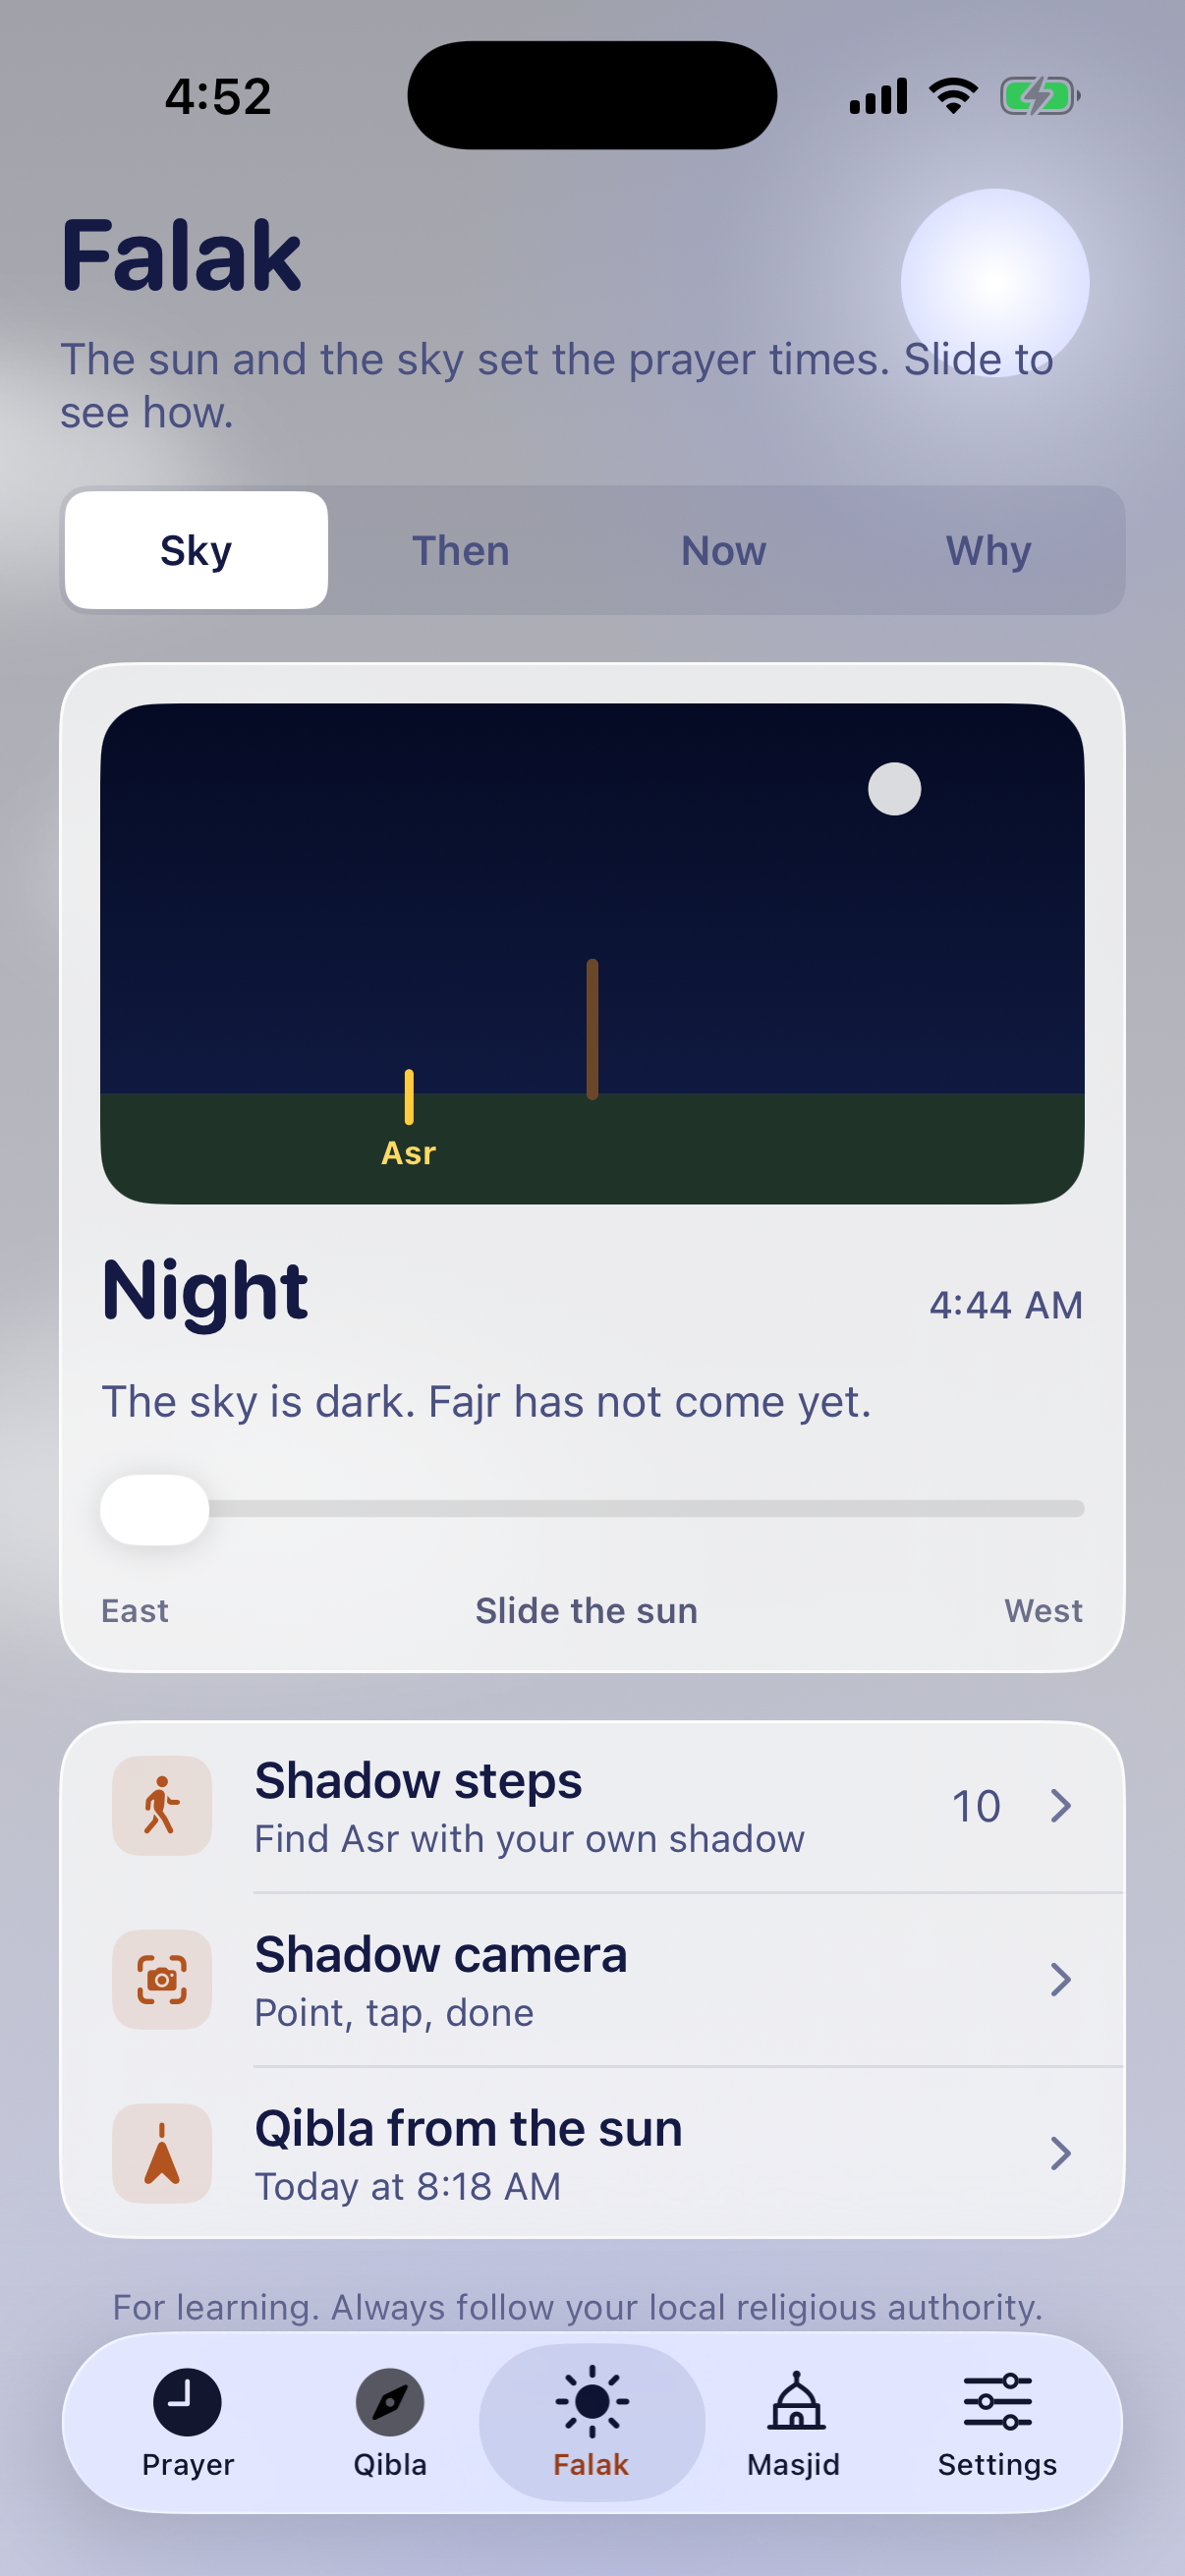 4:52
Falak
The sun and the sky set the prayer times. Slide to
see how.
Sky
Then
Now
Why
Asr
Night
4:44 AM
The sky is dark. Fajr has not come yet.
East
Slide the sun
West
Shadow steps
Find Asr with your own shadow
10
Shadow camera
Point, tap, done
Qibla from the sun
Today at 8:18 AM
For learning. Always follow your local religious authority.
Prayer
Qibla
Falak
Masjid
Settings